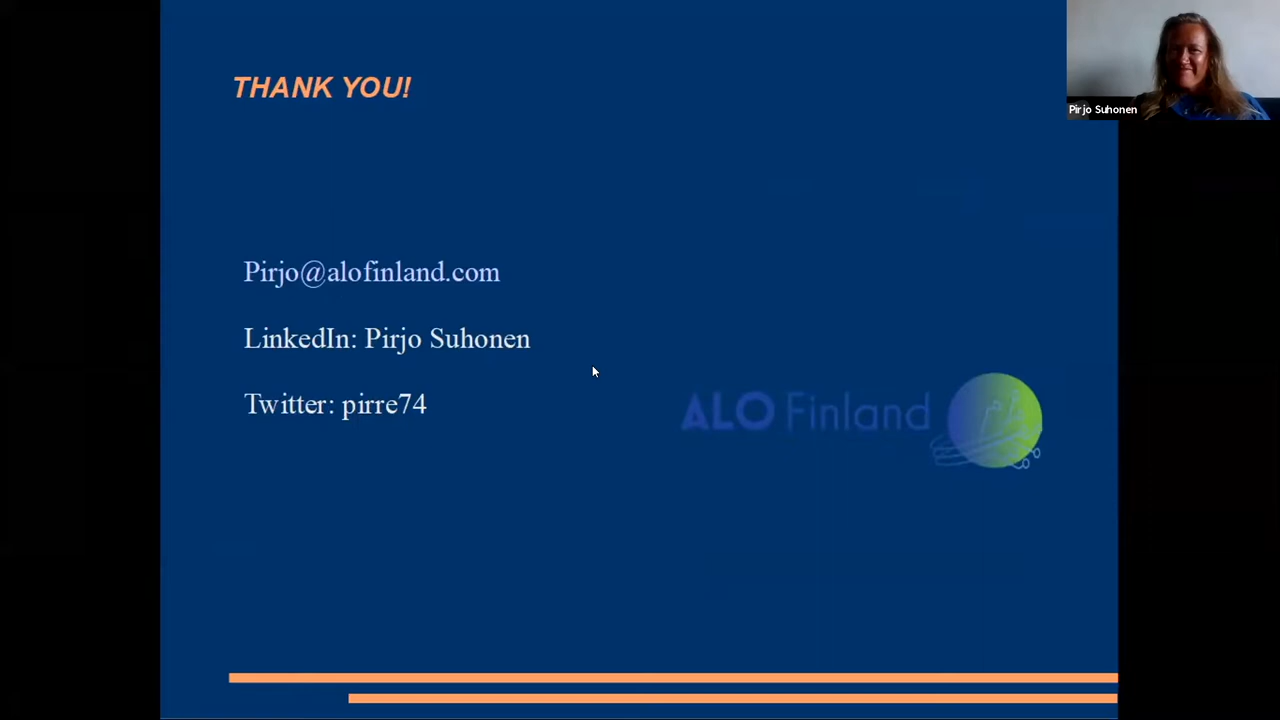 THANK YOU!
Pirjo Suhonen
Pirjo@alofinland.com
LinkedIn: Pirjo Suhonen
Twitter: pirre74
ALO Finland